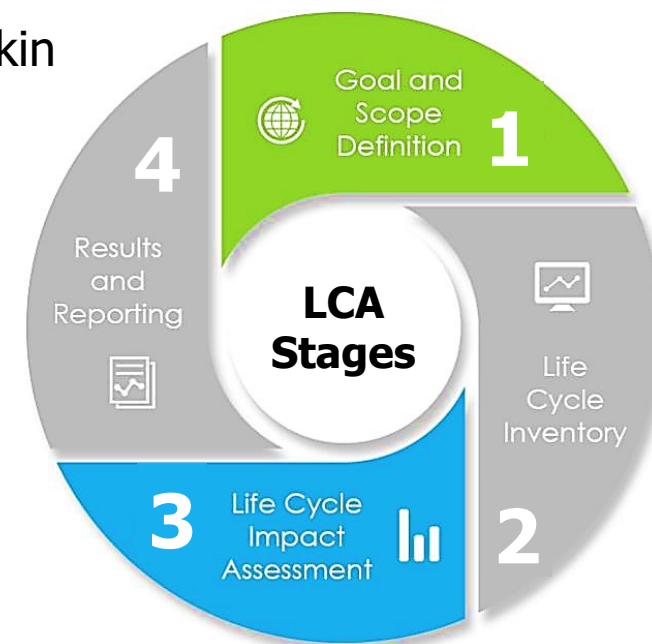 kin
Goal and
Scope
Definition
1
Life
Cycle
Inventory
2
3
Life Cycle
Impact
Assessment
4
Results
and
Reporting
LCA
Stages